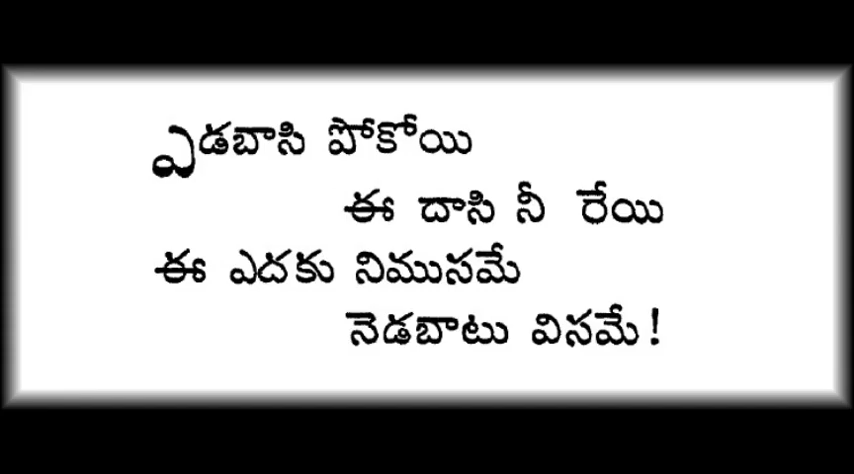 ఎడబాసి పోకోయి
ఈ దాసి నీ రేయి
ఈ ఎదకు నిముసమే
నెడబాటు విసమే!